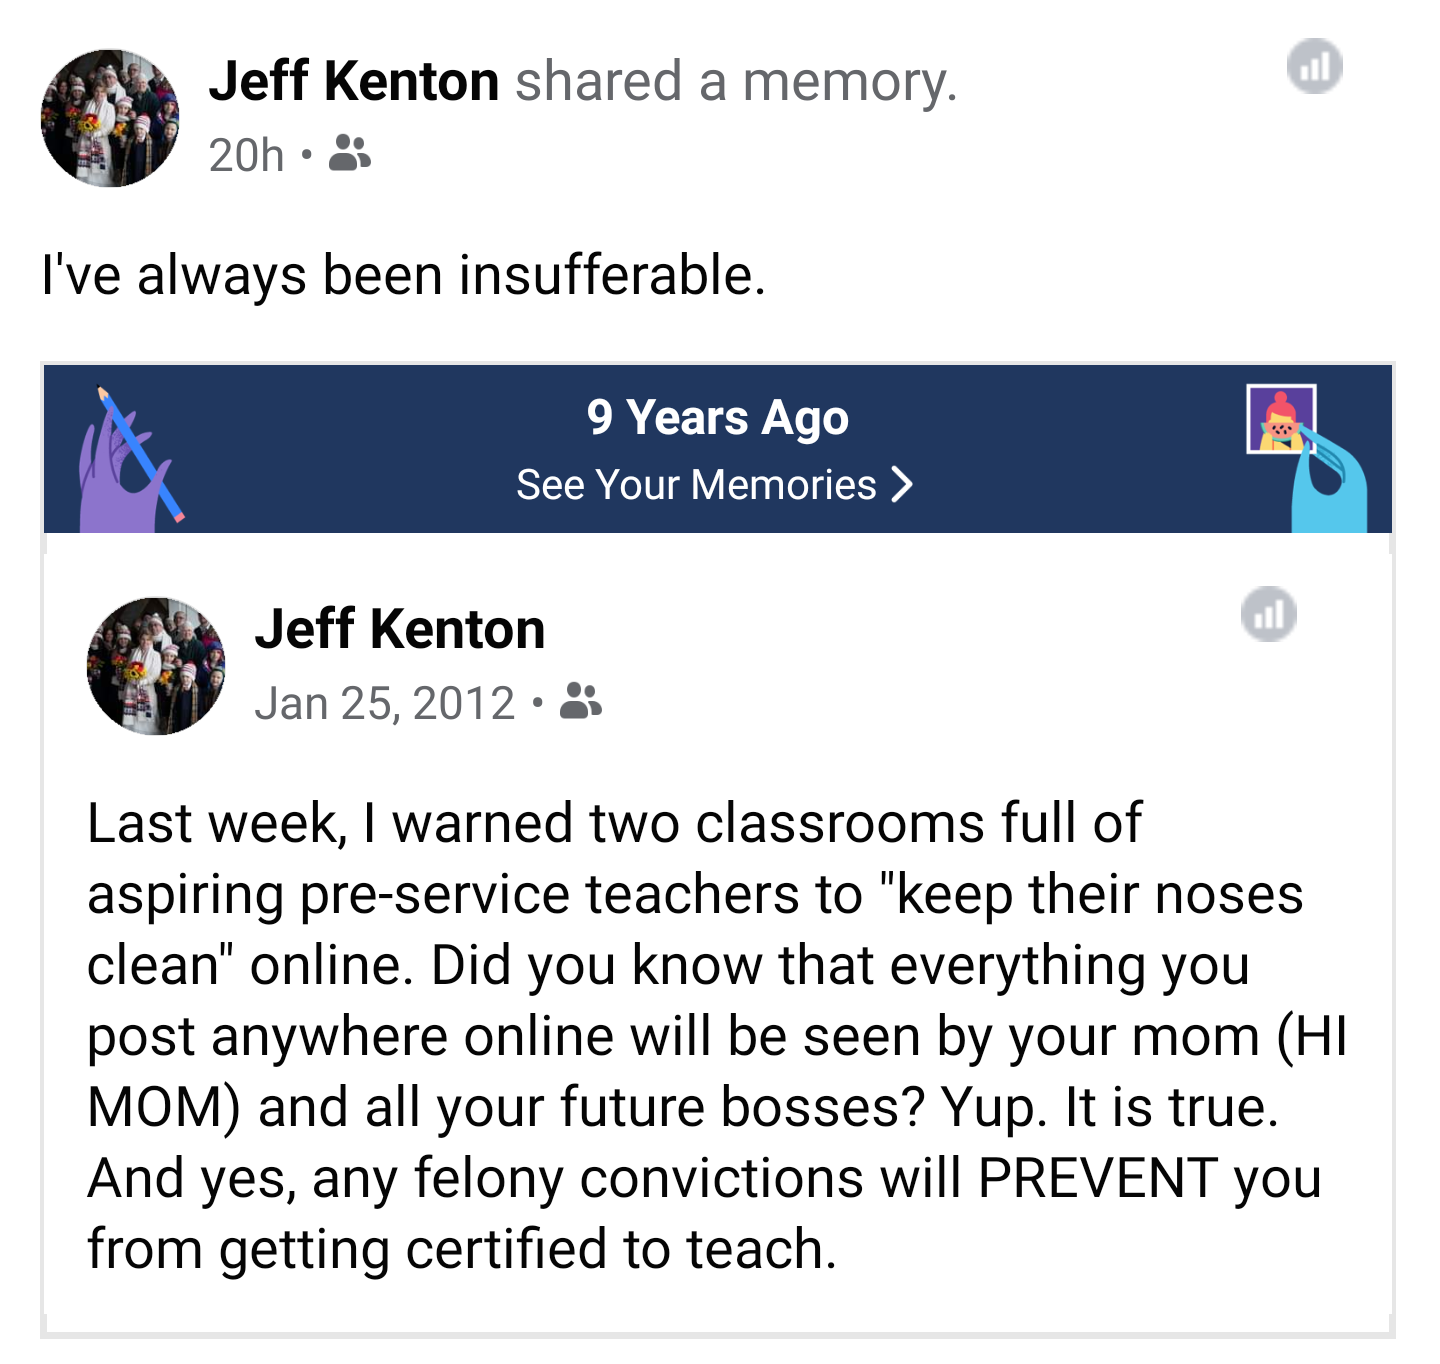 Jeff Kenton shared a memory.
20h •
I've always been insufferable.
9 Years Ago
See Your Memories
Jeff Kenton
Jan 25, 2012 •
Last week, I warned two classrooms full of
aspiring pre-service teachers to "keep their noses
clean" online. Did you know that everything you
post anywhere online will be seen by your mom (HI
MOM) and all your future bosses? Yup. It is true.
And yes, any felony convictions will PREVENT you
from getting certified to teach.